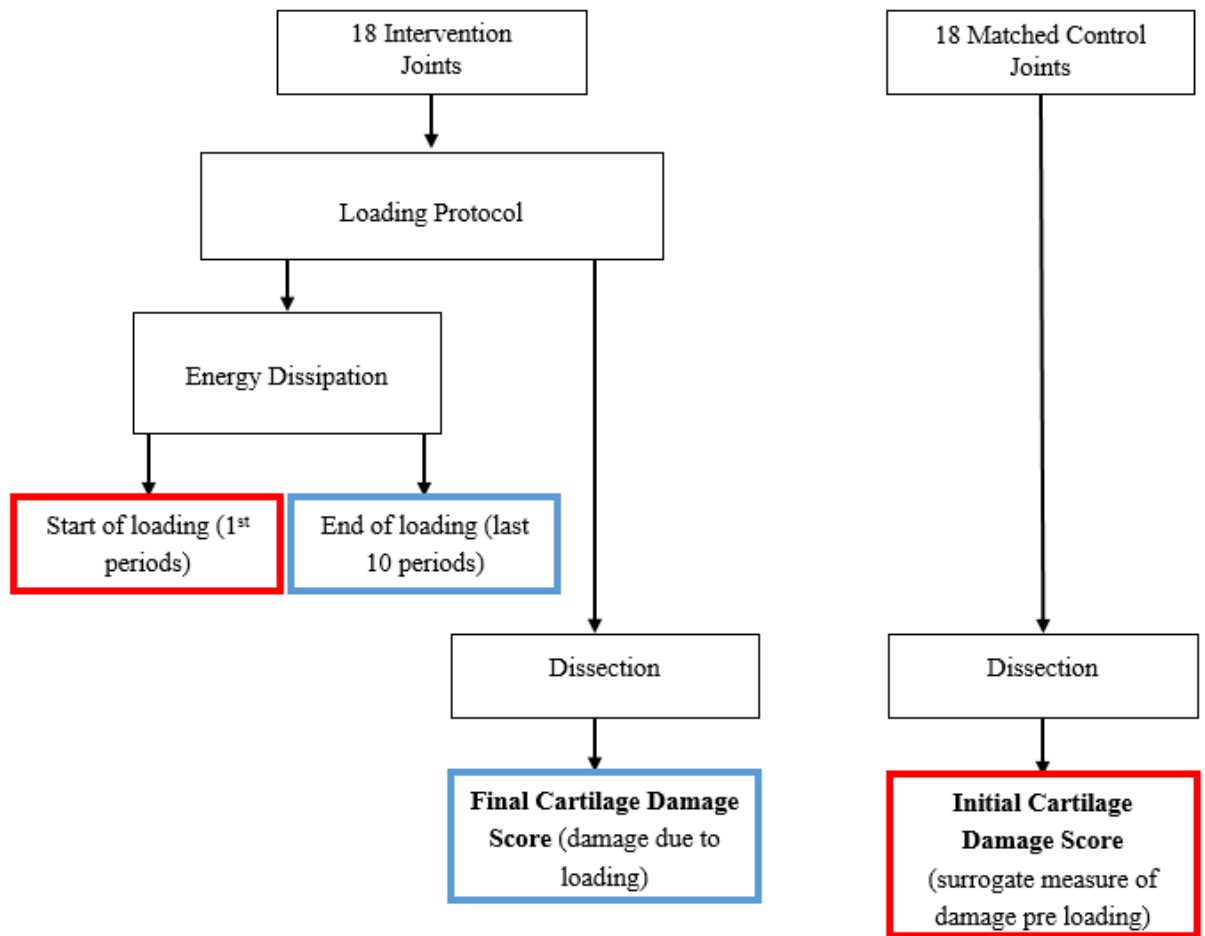 18 Intervention
Joints
18 Matched Control
Joints
Loading Protocol
Energy Dissipation
Start of loading (1st
periods)
End of loading (last
10 periods)
Dissection
Dissection
Final Cartilage Damage
Score (damage due to
loading)
Initial Cartilage
Damage Score
(surrogate measure of
damage pre loading)